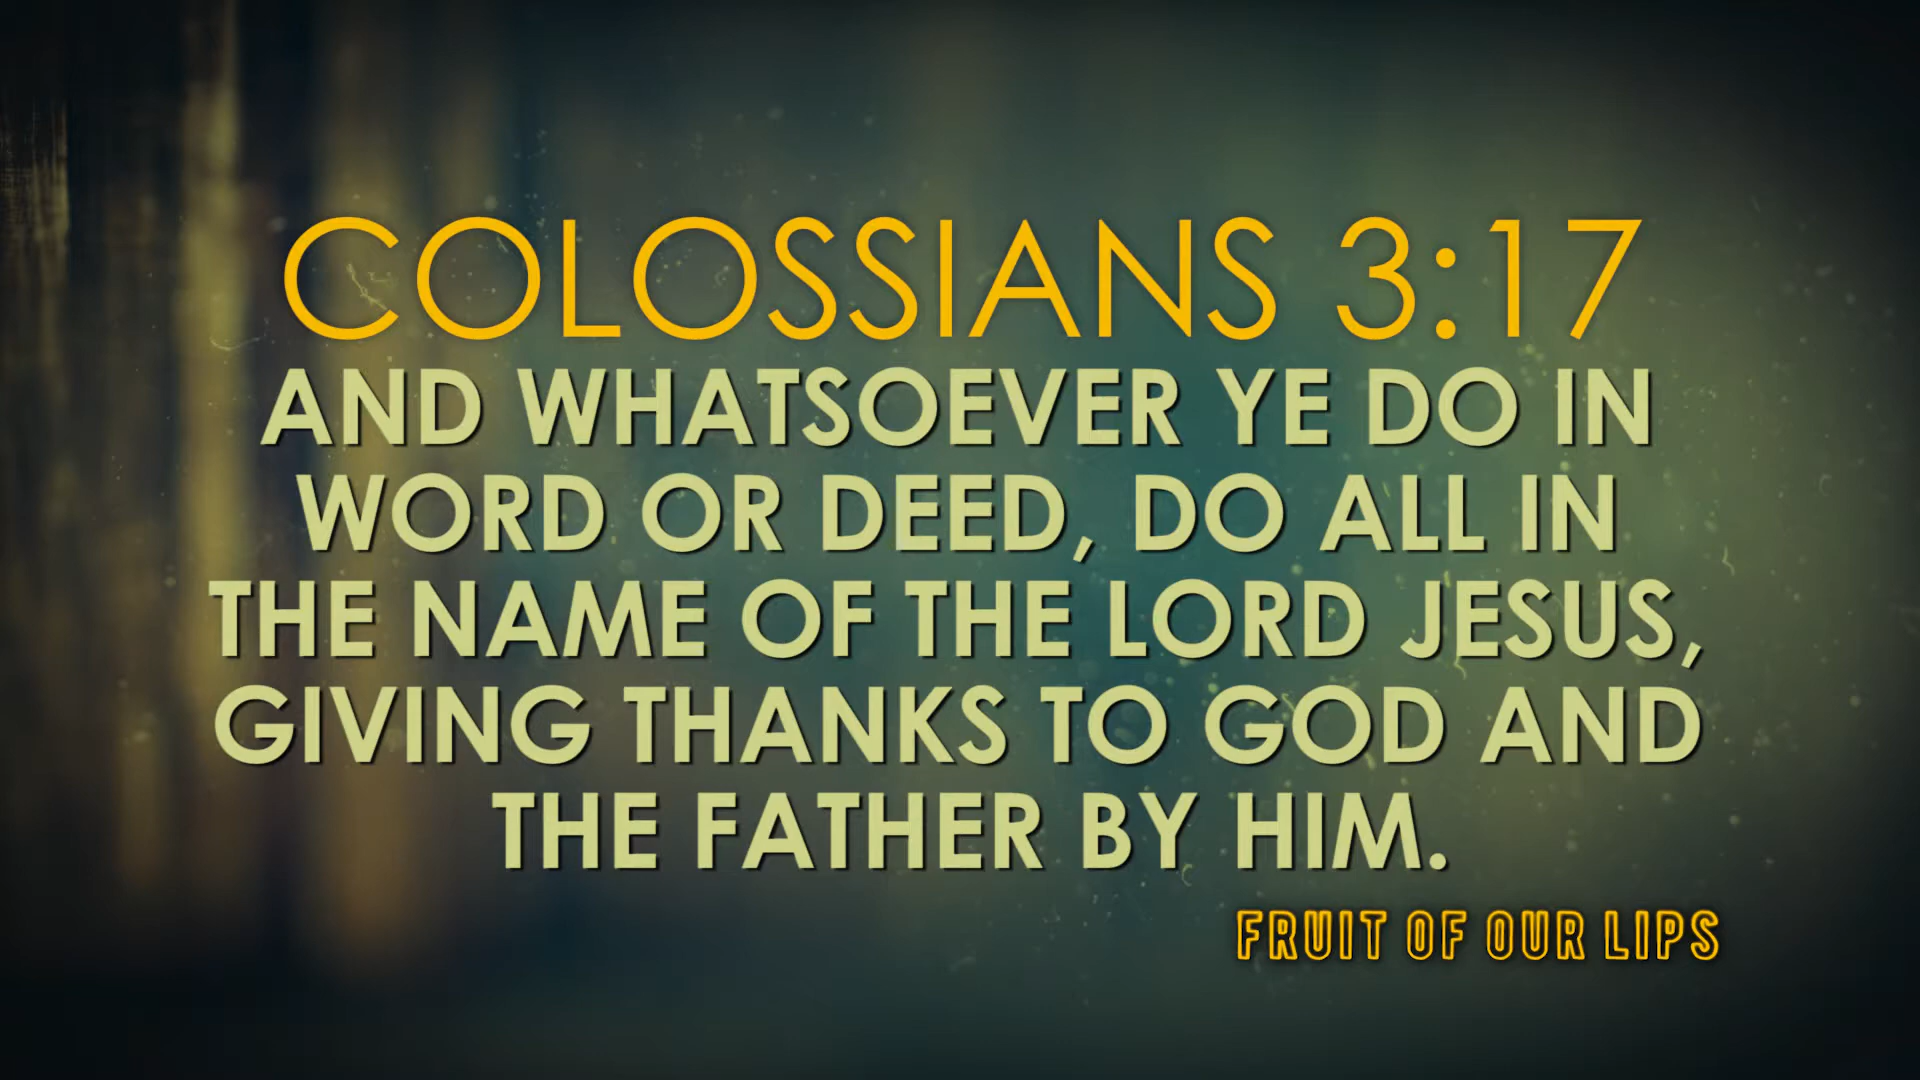 COLOSSIANS 3:17
AND WHATSOEVER YE DO IN
WORD OR DEED, DO ALL IN
THE NAME OF THE LORD JESUS,
GIVING THANKS TO GOD AND
THE FATHER BY HIM.
FRUIT OF OUR LIPS